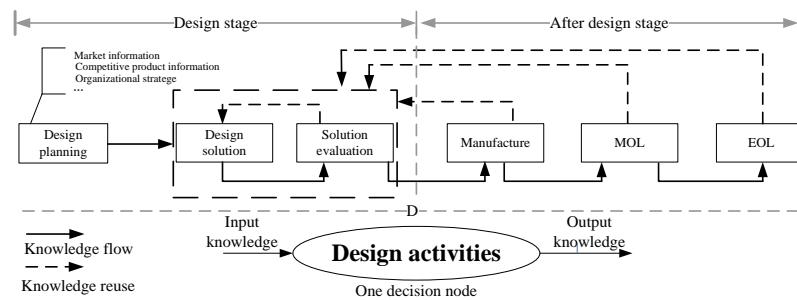 Design stage
After design stage
Market information
Competitive product information
Organizational stratege
...
Design
planning
Design
solution
Solution
evaluation
Manufacture
MOL
EOL
D
Knowledge flow
Knowledge reuse
Input
knowledge
Design activities
Output
knowledge
One decision node